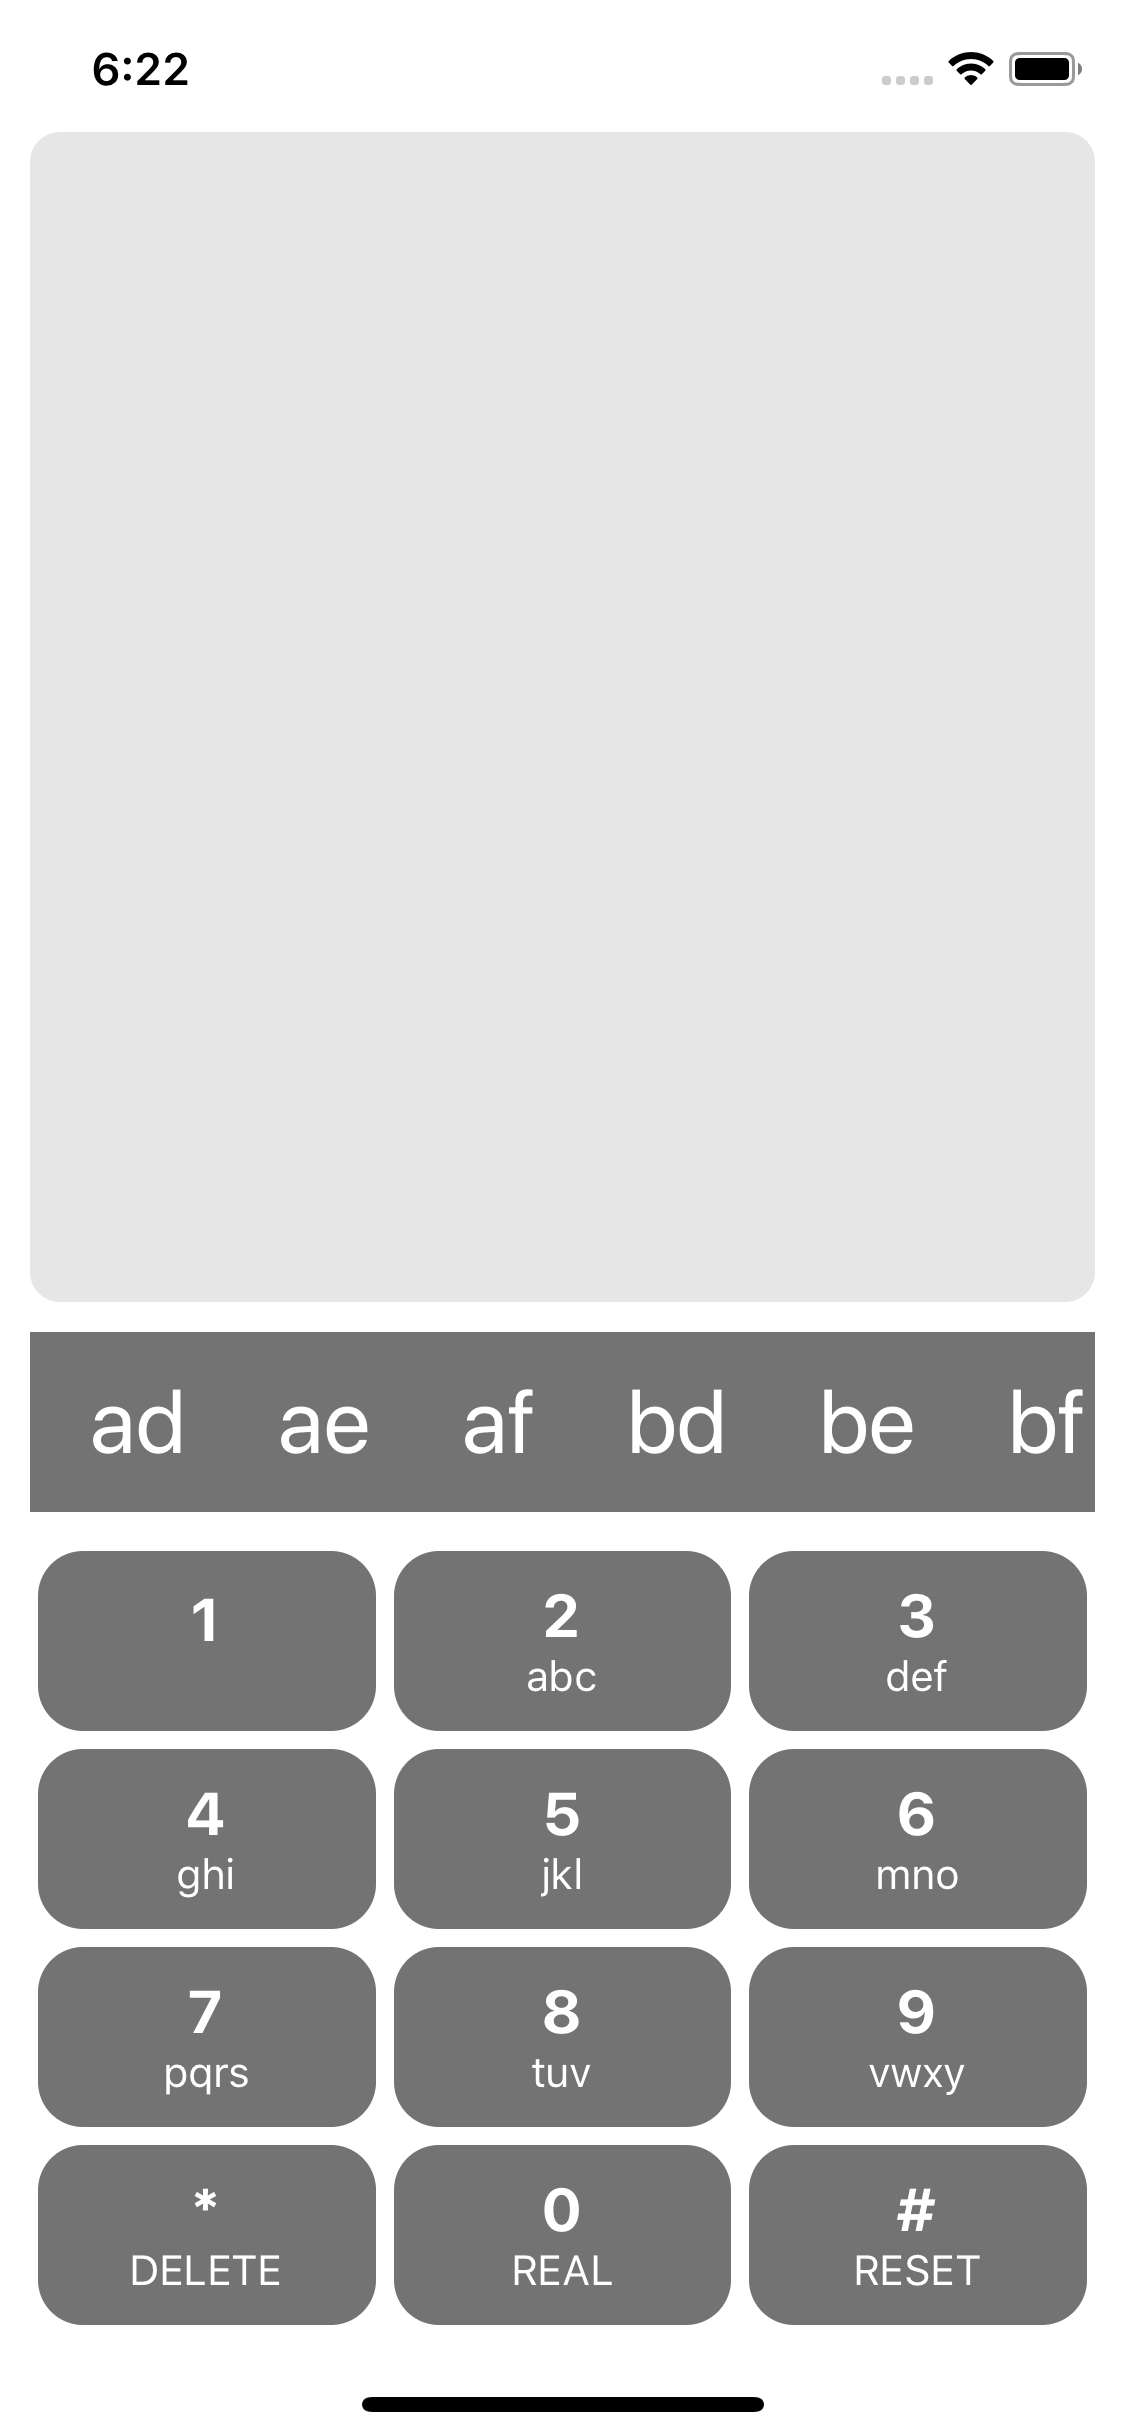 6:22
ad ae af bd be bf
1 2 3
abc def
4 5 6
ghi jkl mno
7 8 9
pqrs tuv vwxy
* 0 #
DELETE REAL RESET